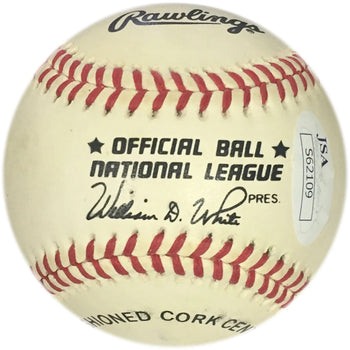 Rawlings
★ OFFICIAL BALL ★
NATIONAL LEAGUE
William D. White PRES.
HIONED CORK CEN
JSA
S62109